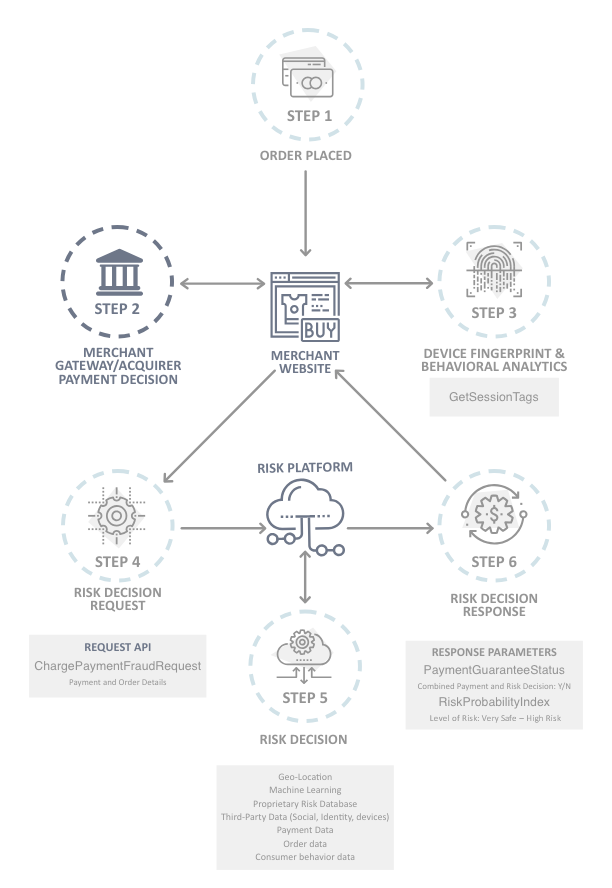 STEP 1
ORDER PLACED
STEP 2
MERCHANT
GATEWAY/ACQUIRER
PAYMENT DECISION
BUY
MERCHANT
WEBSITE
STEP 3
DEVICE FINGERPRINT &
BEHAVIORAL ANALYTICS
GetSessionTags
RISK PLATFORM
STEP 4
RISK DECISION
REQUEST
REQUEST API
ChargePaymentFraudRequest
Payment and Order Details
STEP 5
RISK DECISION
Geo-Location
Machine Learning
Proprietary Risk Database
Third-Party Data (Social, Identity, devices)
Payment Data
Order data
Consumer behavior data
$
STEP 6
RISK DECISION
RESPONSE
RESPONSE PARAMETERS
PaymentGuaranteeStatus
Combined Payment and Risk Decision: Y/N
RiskProbabilityIndex
Level of Risk: Very Safe – High Risk